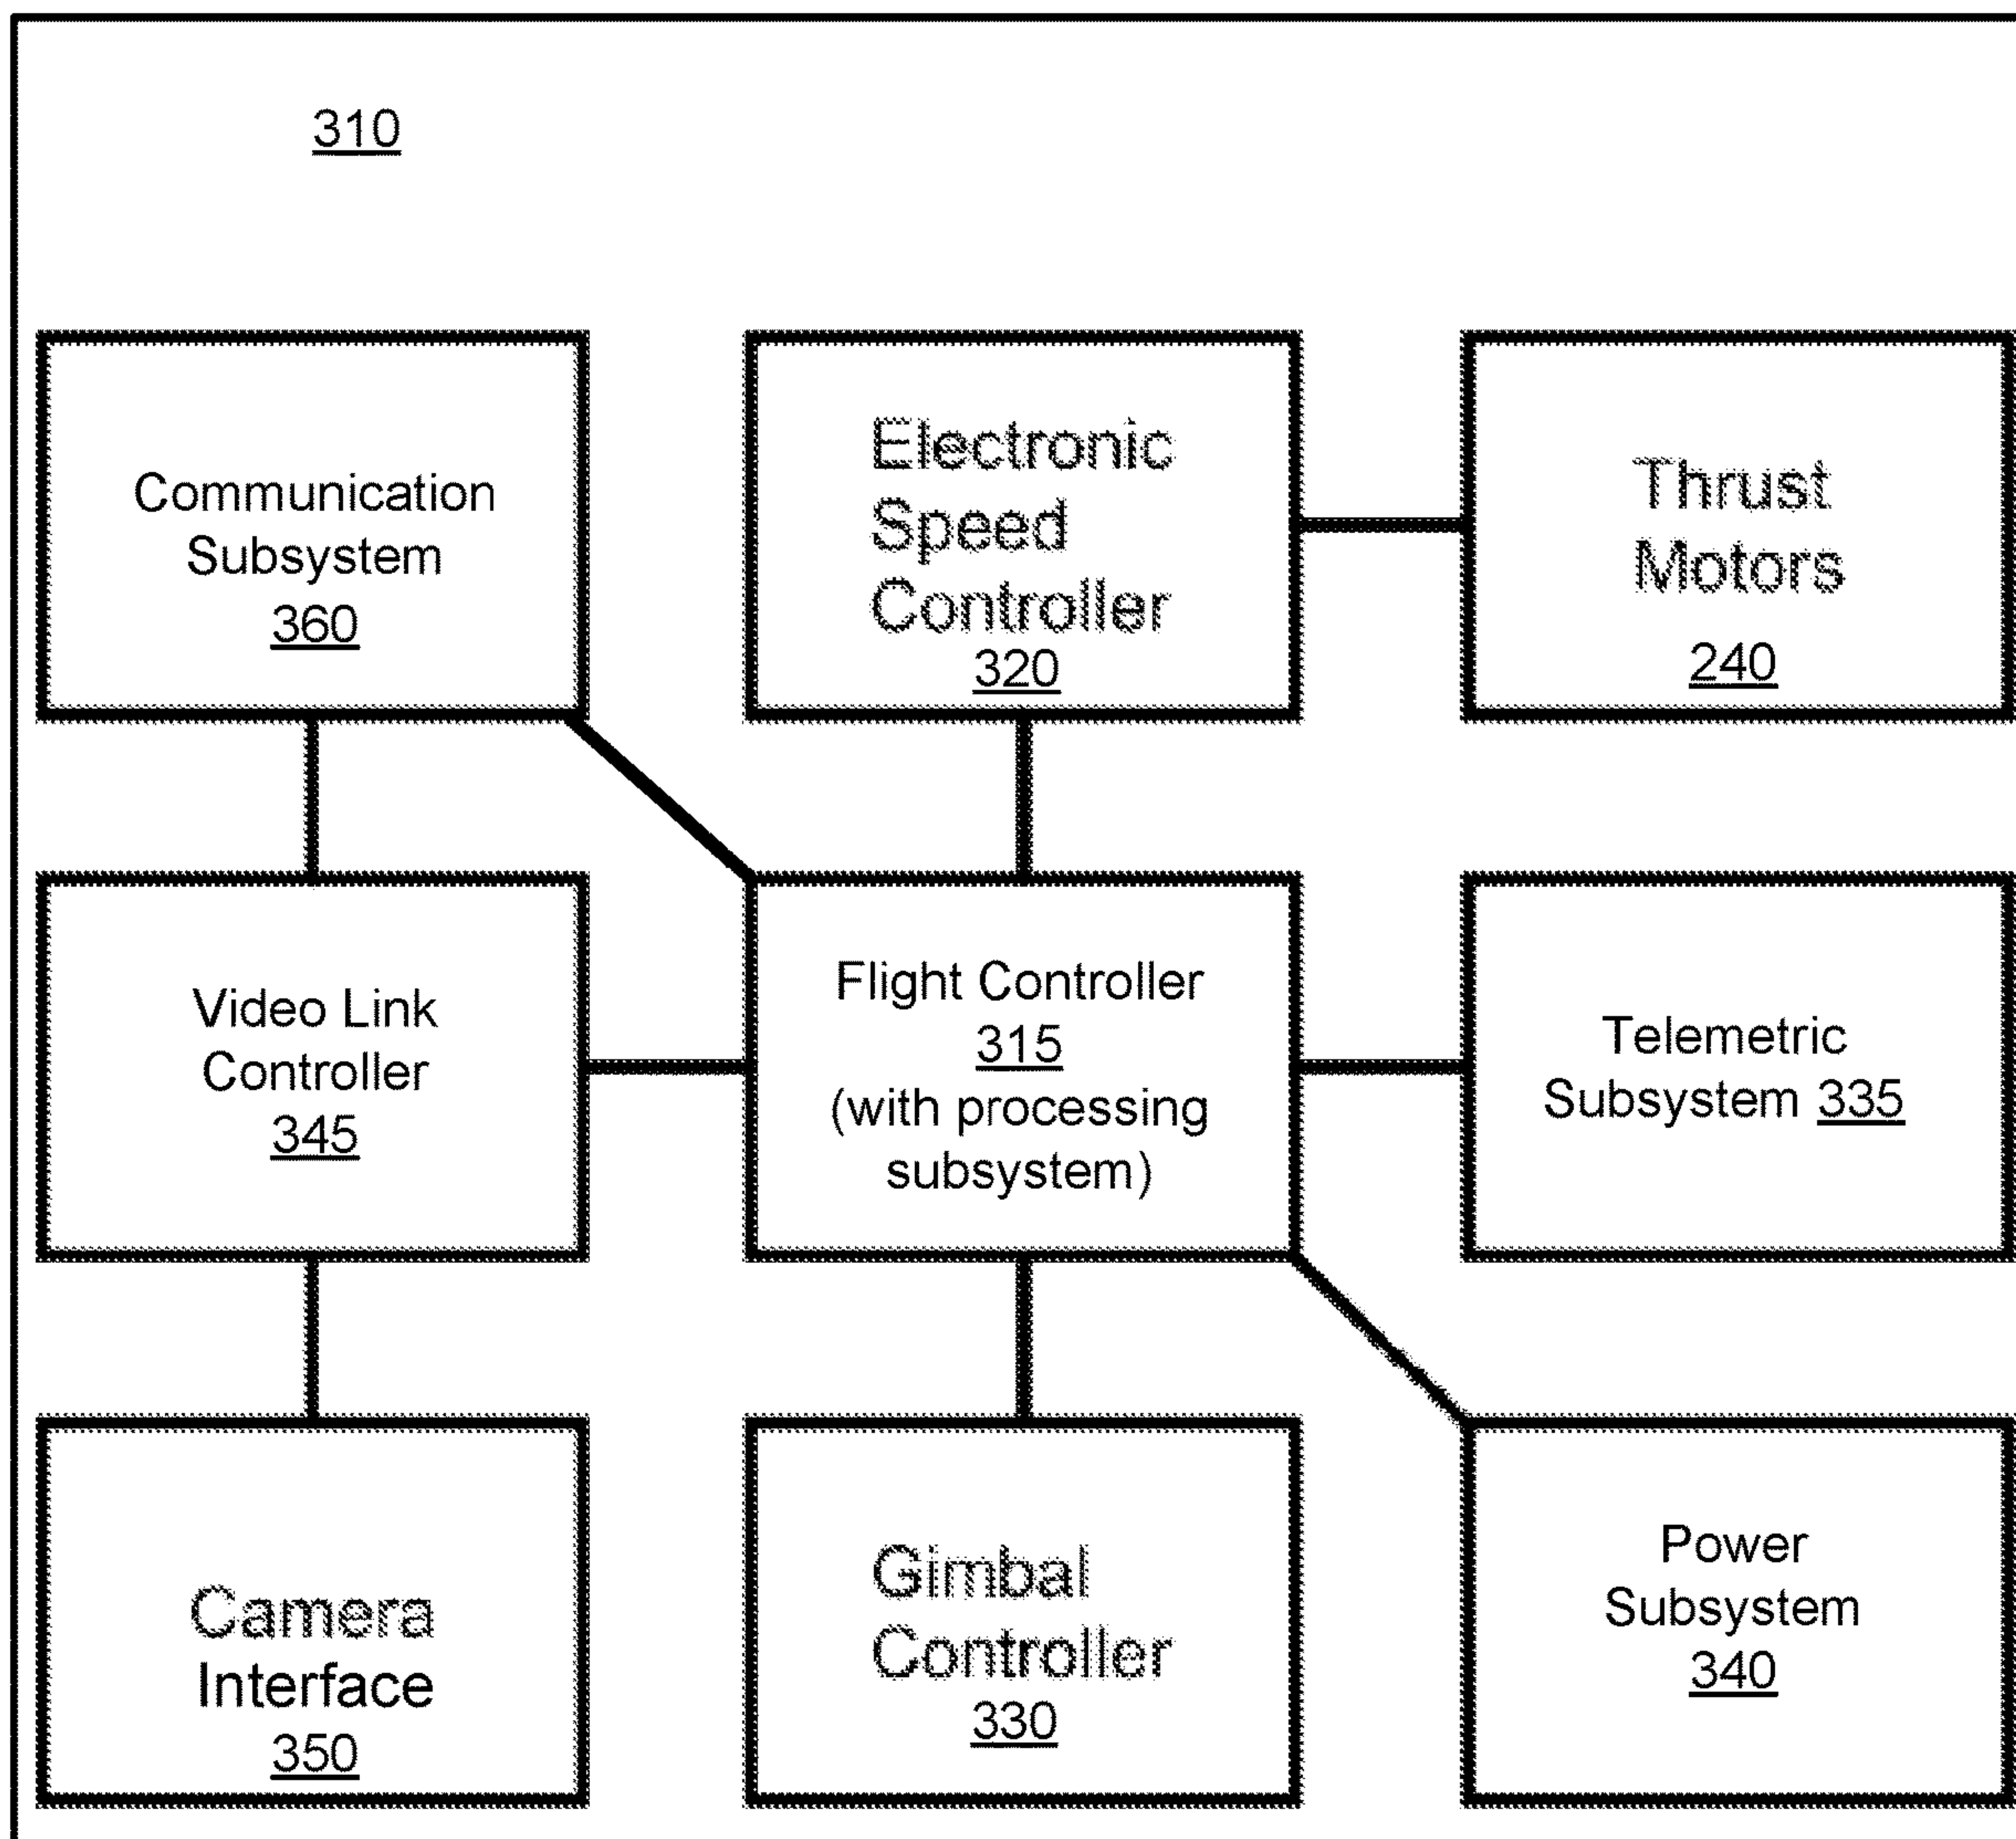 310
Communication
Subsystem
360
Electronic
Speed
Controller
320
Thrust
Motors
240
Video Link
Controller
345
Flight Controller
315
(with processing
subsystem)
Telemetric
Subsystem 335
Camera
Interface
350
Gimbal
Controller
330
Power
Subsystem
340